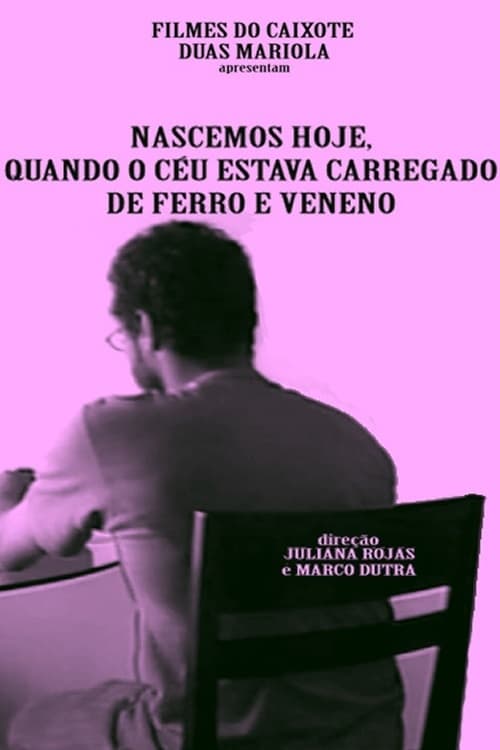 FILMES DO CAIXOTE
DUAS MARIOLA
apresentam
NASCEMOS HOJE,
QUANDO O CÉU ESTAVA CARREGADO
DE FERRO E VENENO
direção
JULIANA ROJAS
e MARCO DUTRA